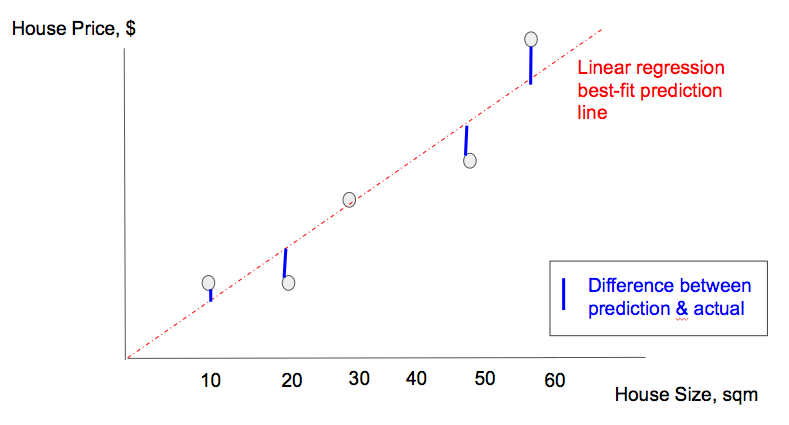 House Price, $
Linear regression
best-fit prediction
line
Difference between
prediction & actual
10 20 30 40 50 60
House Size, sqm